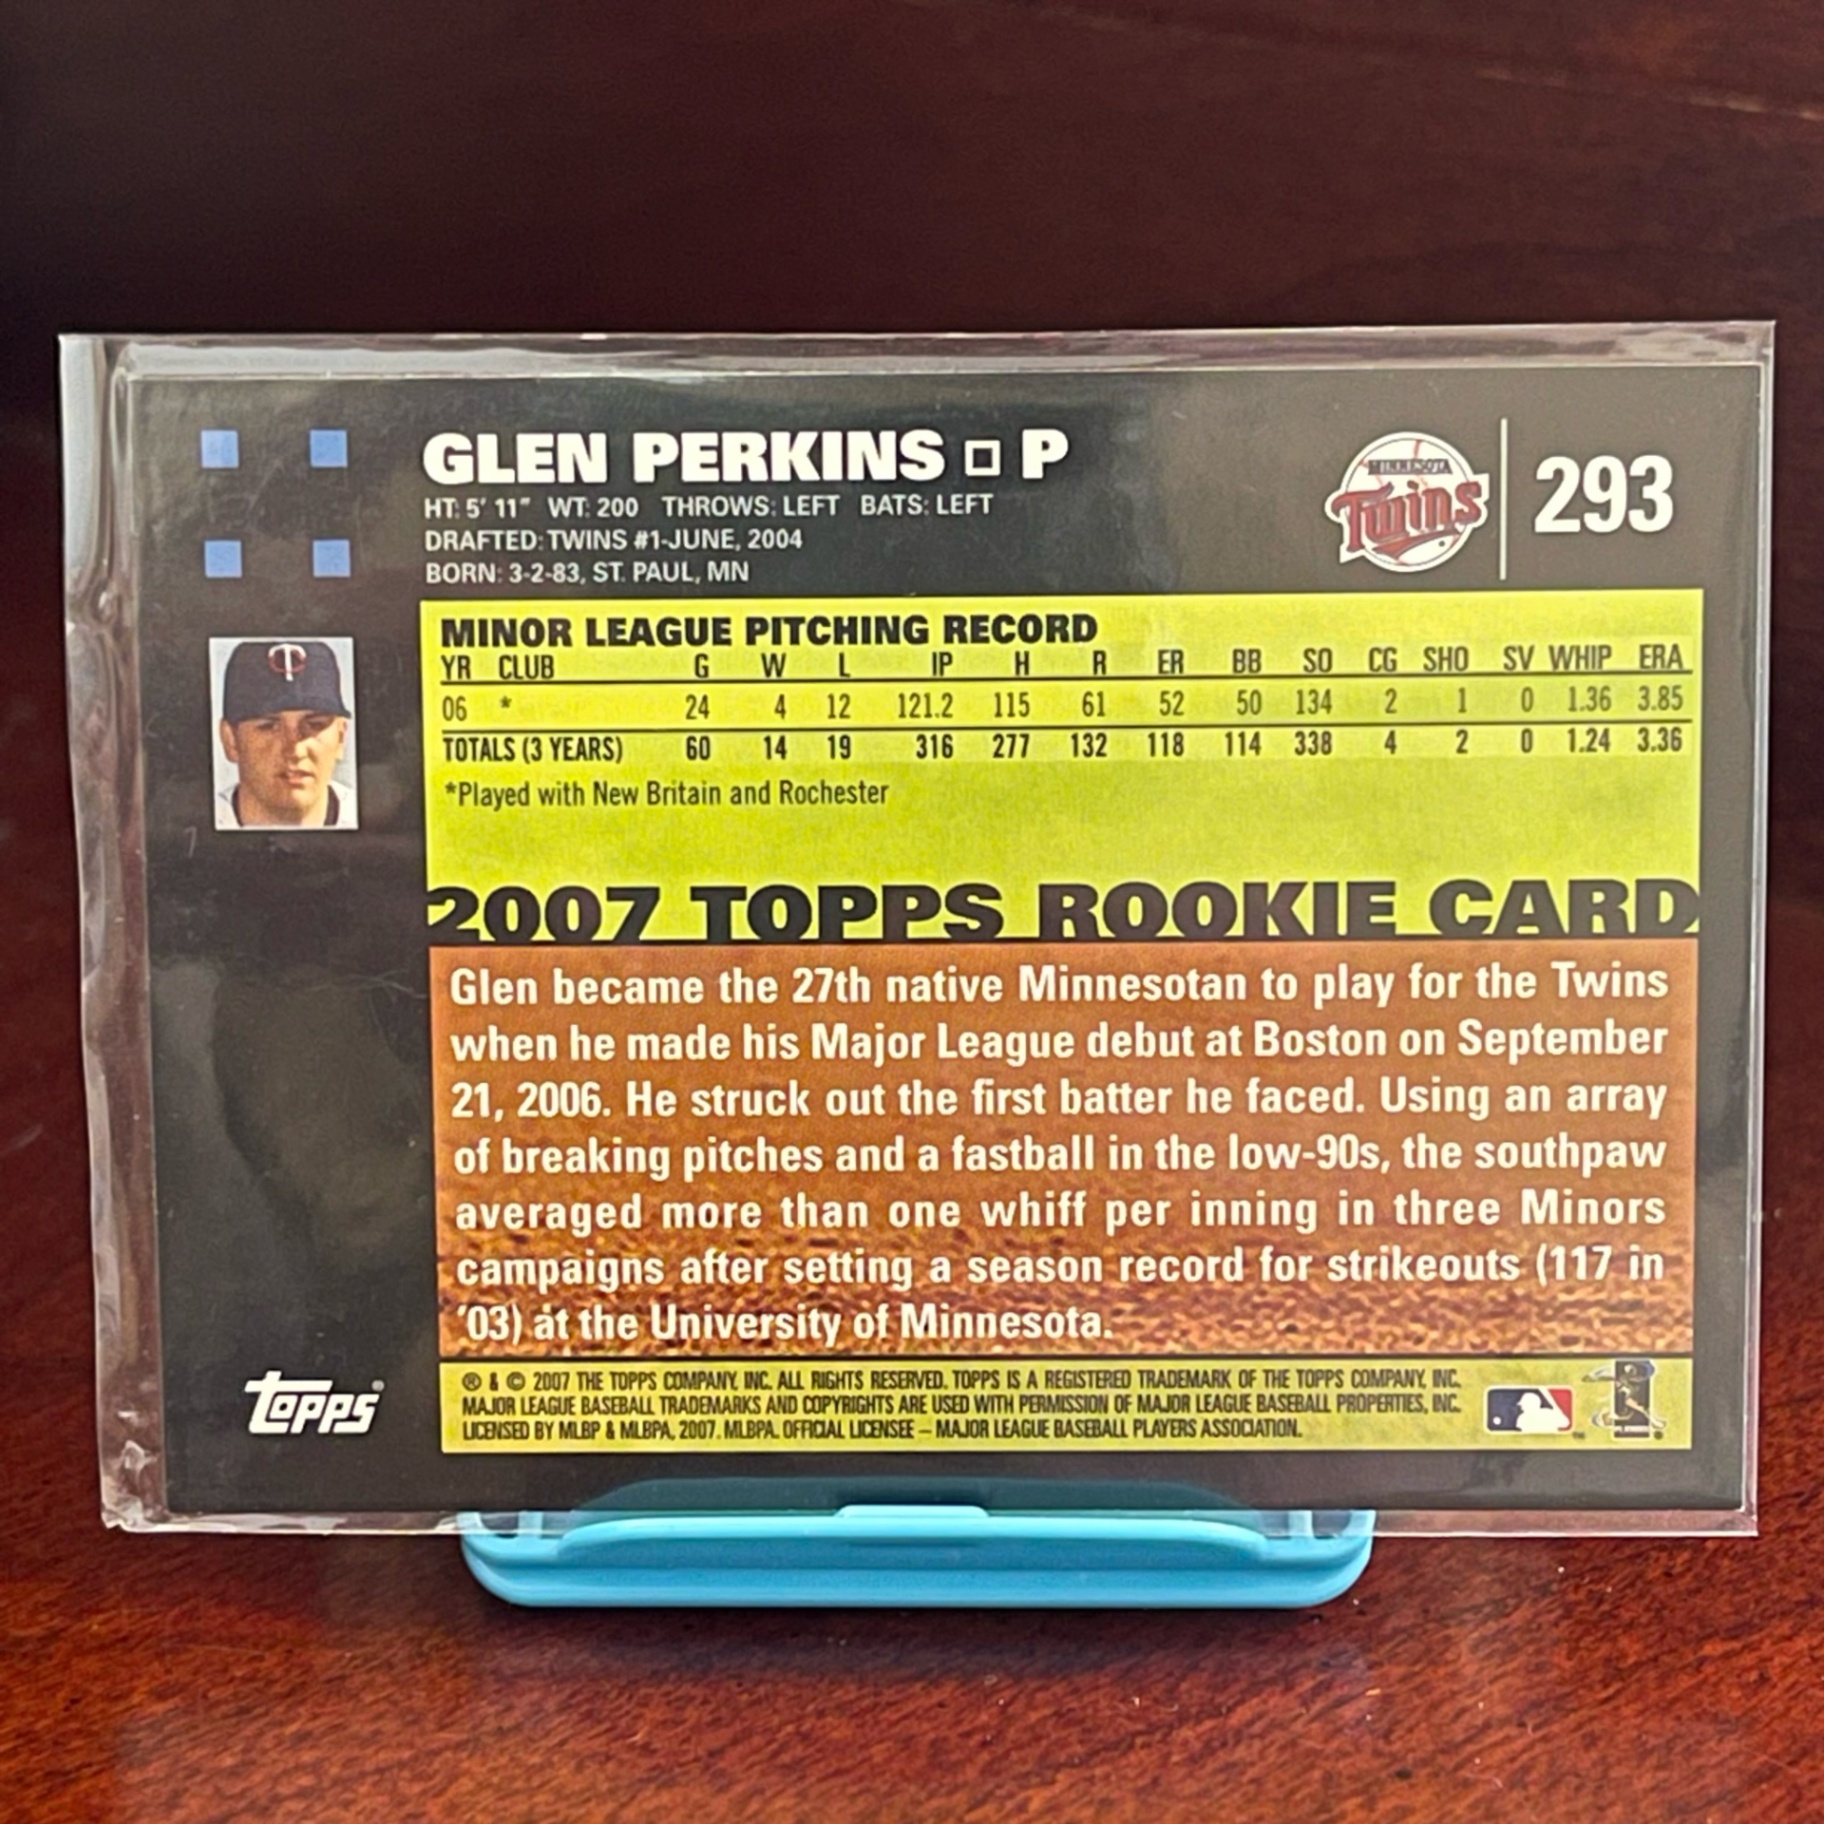 GLEN PERKINS □ P
HT: 5' 11" WT: 200 THROWS: LEFT BATS: LEFT
DRAFTED: TWINS #1-JUNE, 2004
BORN: 3-2-83, ST. PAUL, MN
MINNESOTA
Twins
293
MINOR LEAGUE PITCHING RECORD
YR CLUB G W L IP H R ER BB SO CG SHO SV WHIP ERA
06 * 24 4 12 121.2 115 61 52 50 134 2 1 0 1.36 3.85
TOTALS (3 YEARS) 60 14 19 316 277 132 118 114 338 4 2 0 1.24 3.36
*Played with New Britain and Rochester
2007 TOPPS ROOKIE CARD
Glen became the 27th native Minnesotan to play for the Twins
when he made his Major League debut at Boston on September
21, 2006. He struck out the first batter he faced. Using an array
of breaking pitches and a fastball in the low-90s, the southpaw
averaged more than one whiff per inning in three Minors
campaigns after setting a season record for strikeouts (117 in
'03) at the University of Minnesota.
topps®
® & © 2007 THE TOPPS COMPANY, INC. ALL RIGHTS RESERVED. TOPPS IS A REGISTERED TRADEMARK OF THE TOPPS COMPANY, INC.
MAJOR LEAGUE BASEBALL TRADEMARKS AND COPYRIGHTS ARE USED WITH PERMISSION OF MAJOR LEAGUE BASEBALL PROPERTIES, INC.
LICENSED BY MLBP & MLBPA, 2007. MLBPA. OFFICIAL LICENSEE – MAJOR LEAGUE BASEBALL PLAYERS ASSOCIATION.